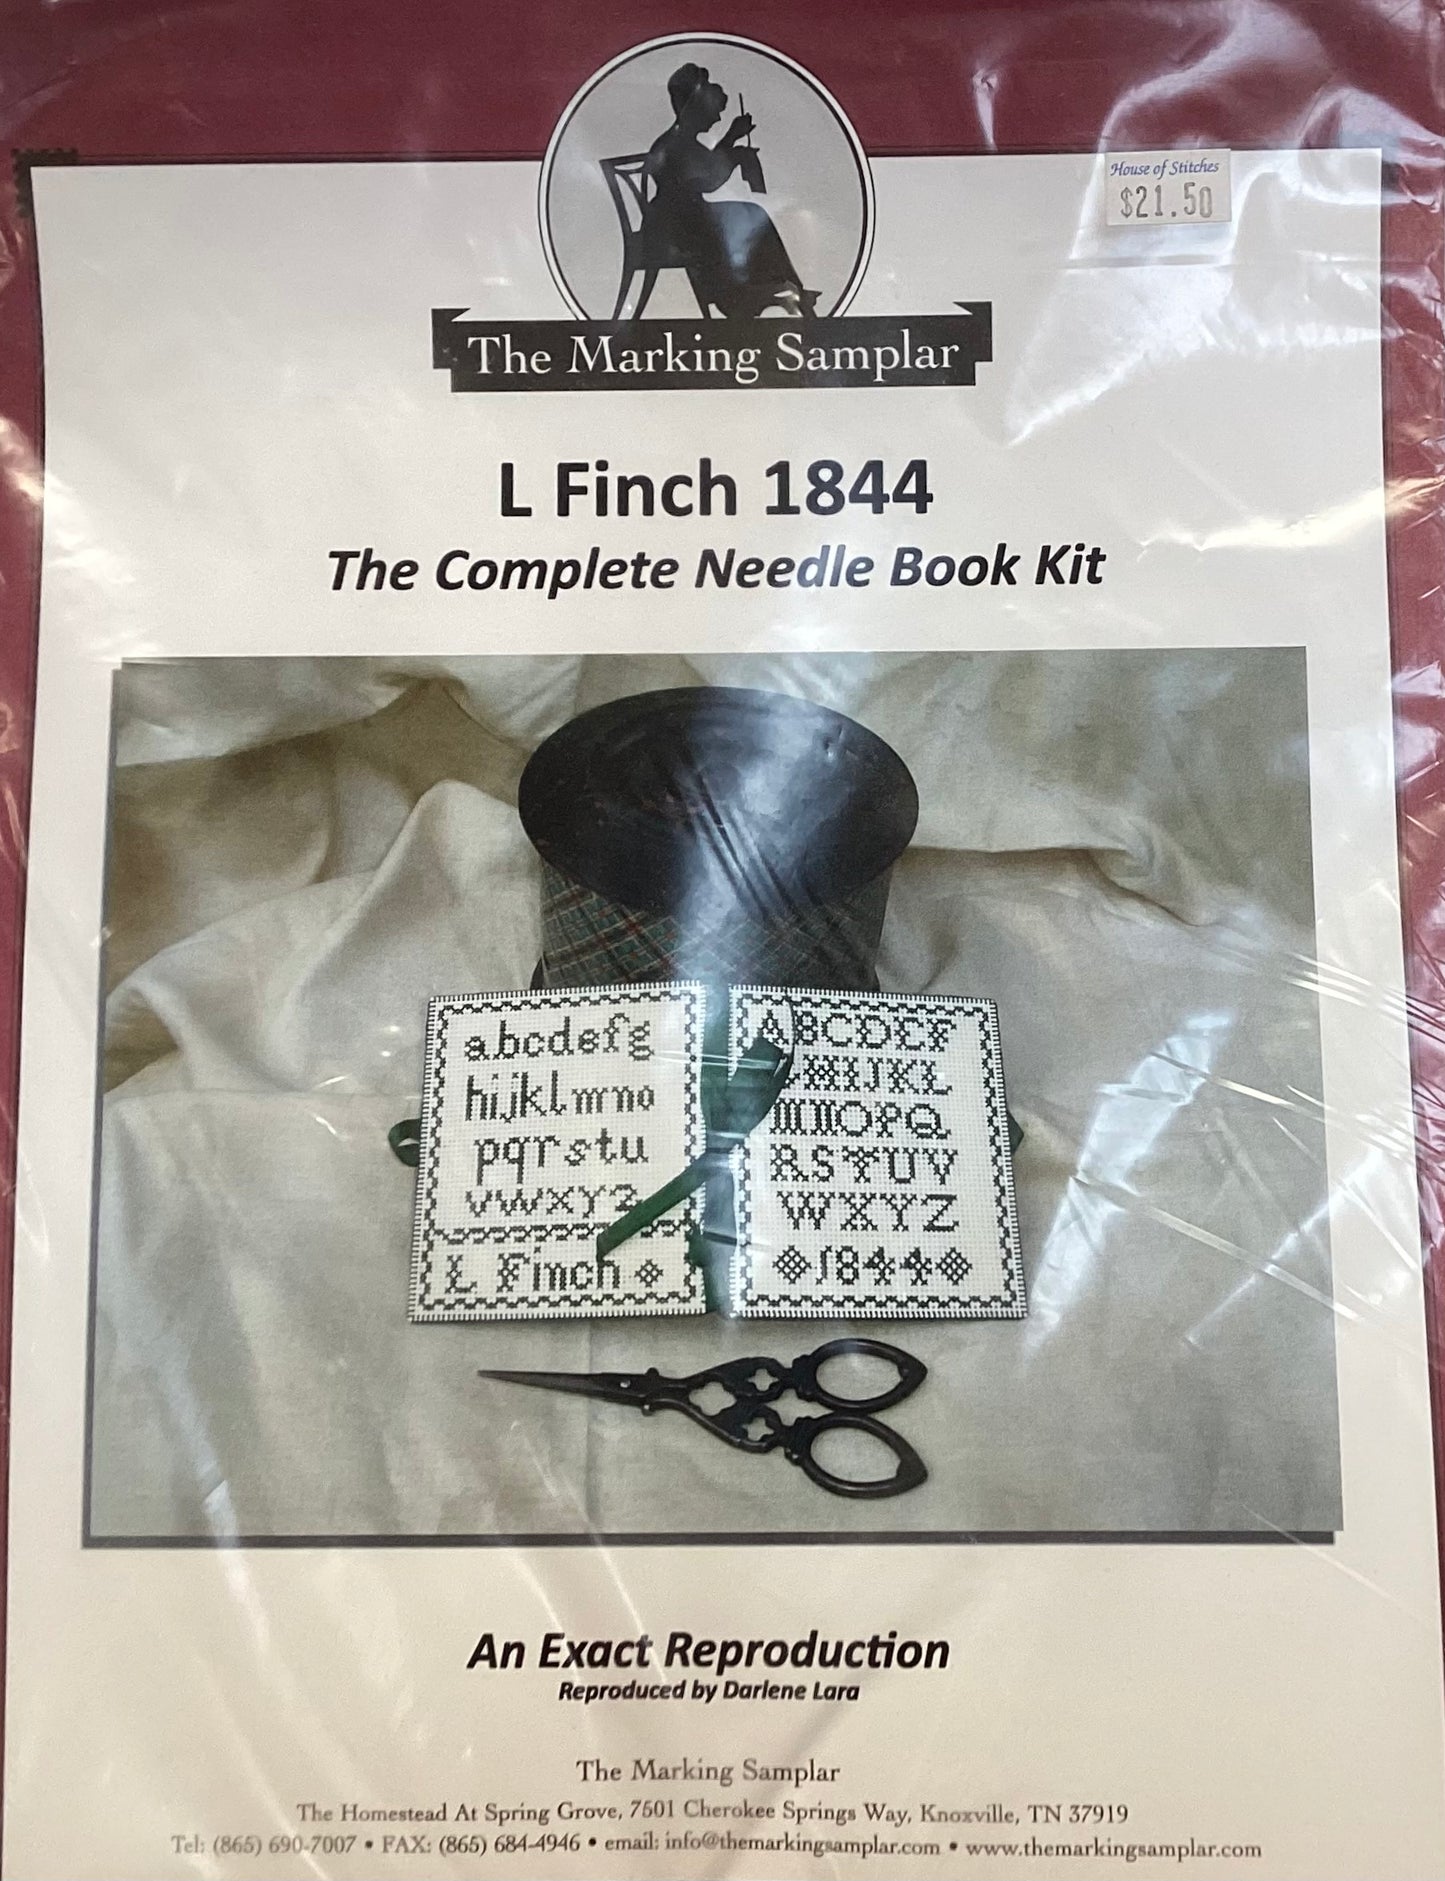 House of Stitches
$21.50
The Marking Samplar
L Finch 1844
The Complete Needle Book Kit
abcdefg
hijklmno
pqrstu
vwxyz
L Finch
ABCDEF
HIJKL
MNOPQ
RSTUV
WXYZ
1844
An Exact Reproduction
Reproduced by Darlene Lara
The Marking Samplar
The Homestead At Spring Grove, 7501 Cherokee Springs Way, Knoxville, TN 37919
Tel: (865) 690-7007 • FAX: (865) 684-4946 • email: info@themarkingsamplar.com • www.themarkingsamplar.com